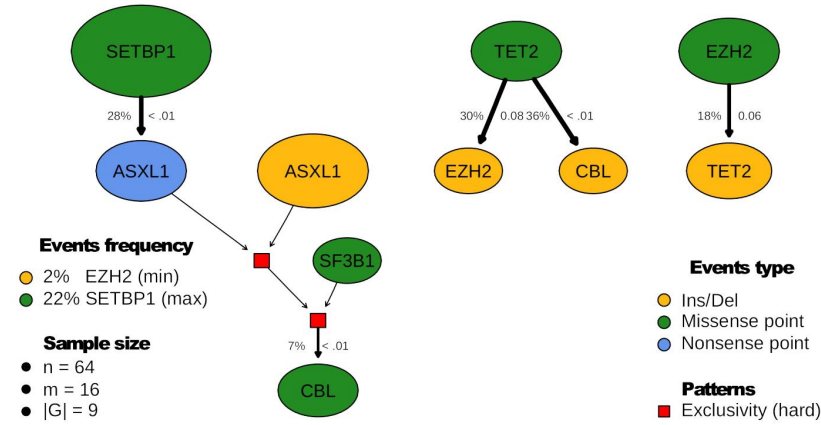 SETBP1
TET2
EZH2
28% < .01
30% 0.08 36% < .01
18% 0.06
ASXL1
ASXL1
EZH2
CBL
TET2
Events frequency
2% EZH2 (min)
22% SETBP1 (max)
SF3B1
Sample size
n = 64
m = 16
|G| = 9
7% < .01
CBL
Events type
Ins/Del
Missense point
Nonsense point
Patterns
Exclusivity (hard)